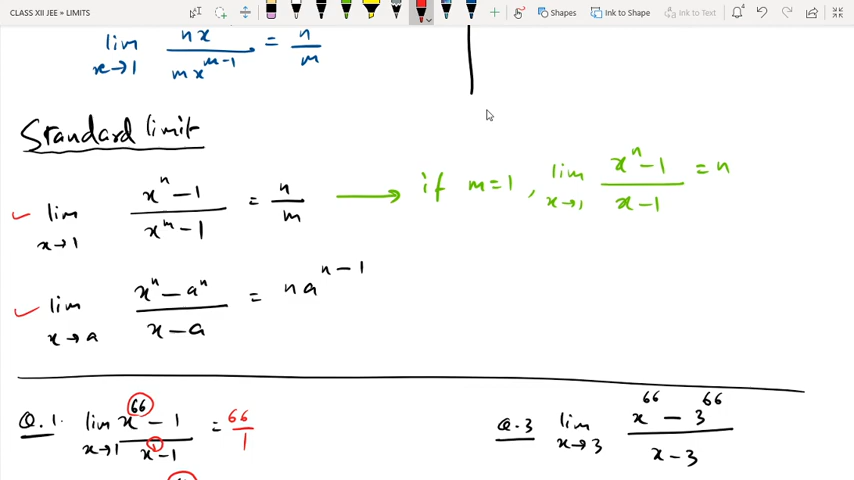 CLASS XII JEE » LIMITS
Shapes Ink to Shape Ink to Text
lim x→1 nx / mx^m-1 = n/m
Standard limit
lim x→1 x^n - 1 / x^m - 1 = n/m → if m=1, lim x→1 x^n - 1 / x - 1 = n
lim x→a x^n - a^n / x - a = na^n-1
Q.1. lim x→1 x^66 - 1 / x^1 - 1 = 66/1
Q.3 lim x→3 x^66 - 3^66 / x - 3